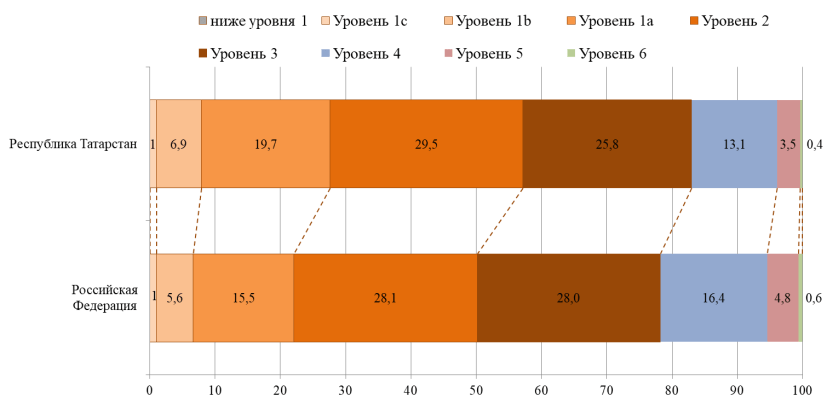 ниже уровня 1 Уровень 1c Уровень 1b Уровень 1a Уровень 2
Уровень 3 Уровень 4 Уровень 5 Уровень 6
Республика Татарстан 1 6,9 19,7 29,5 25,8 13,1 3,5 0,4
Российская
Федерация
1 5,6 15,5 28,1 28,0 16,4 4,8 0,6
0 10 20 30 40 50 60 70 80 90 100